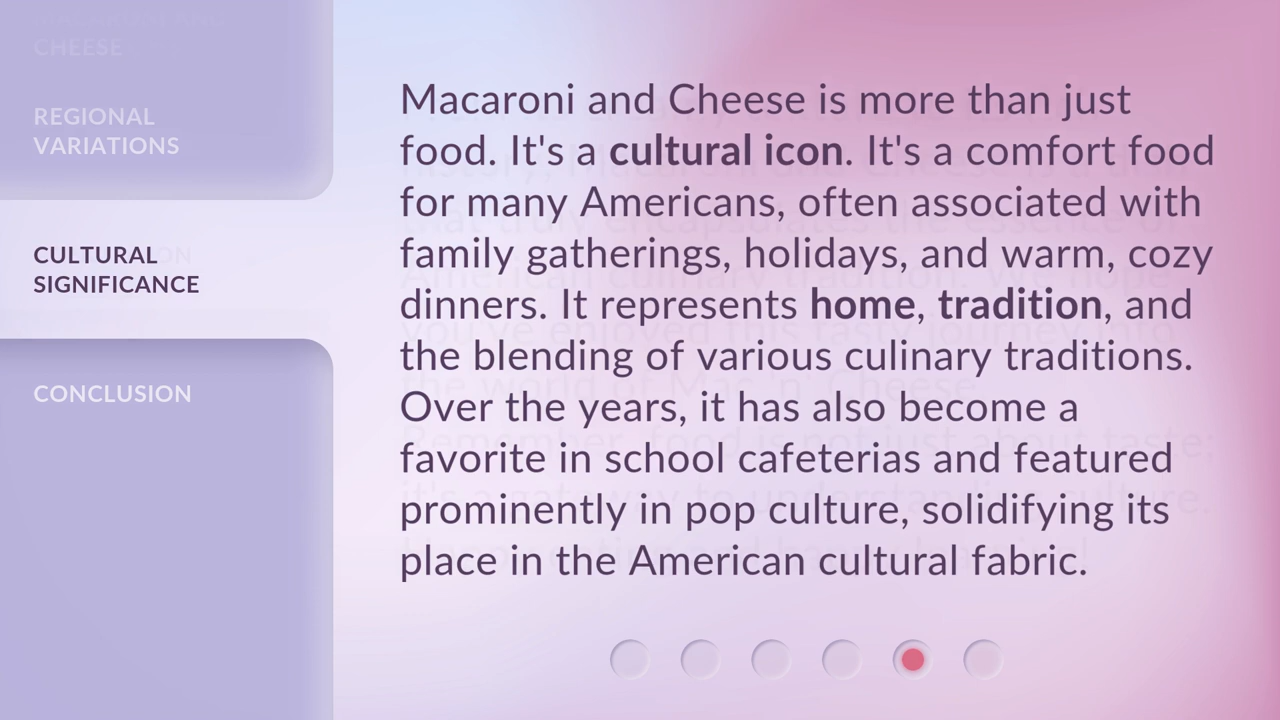 CHEESE
REGIONAL
VARIATIONS
CULTURAL
SIGNIFICANCE
CONCLUSION
Macaroni and Cheese is more than just
food. It's a cultural icon. It's a comfort food
for many Americans, often associated with
family gatherings, holidays, and warm, cozy
dinners. It represents home, tradition, and
the blending of various culinary traditions.
Over the years, it has also become a
favorite in school cafeterias and featured
prominently in pop culture, solidifying its
place in the American cultural fabric.